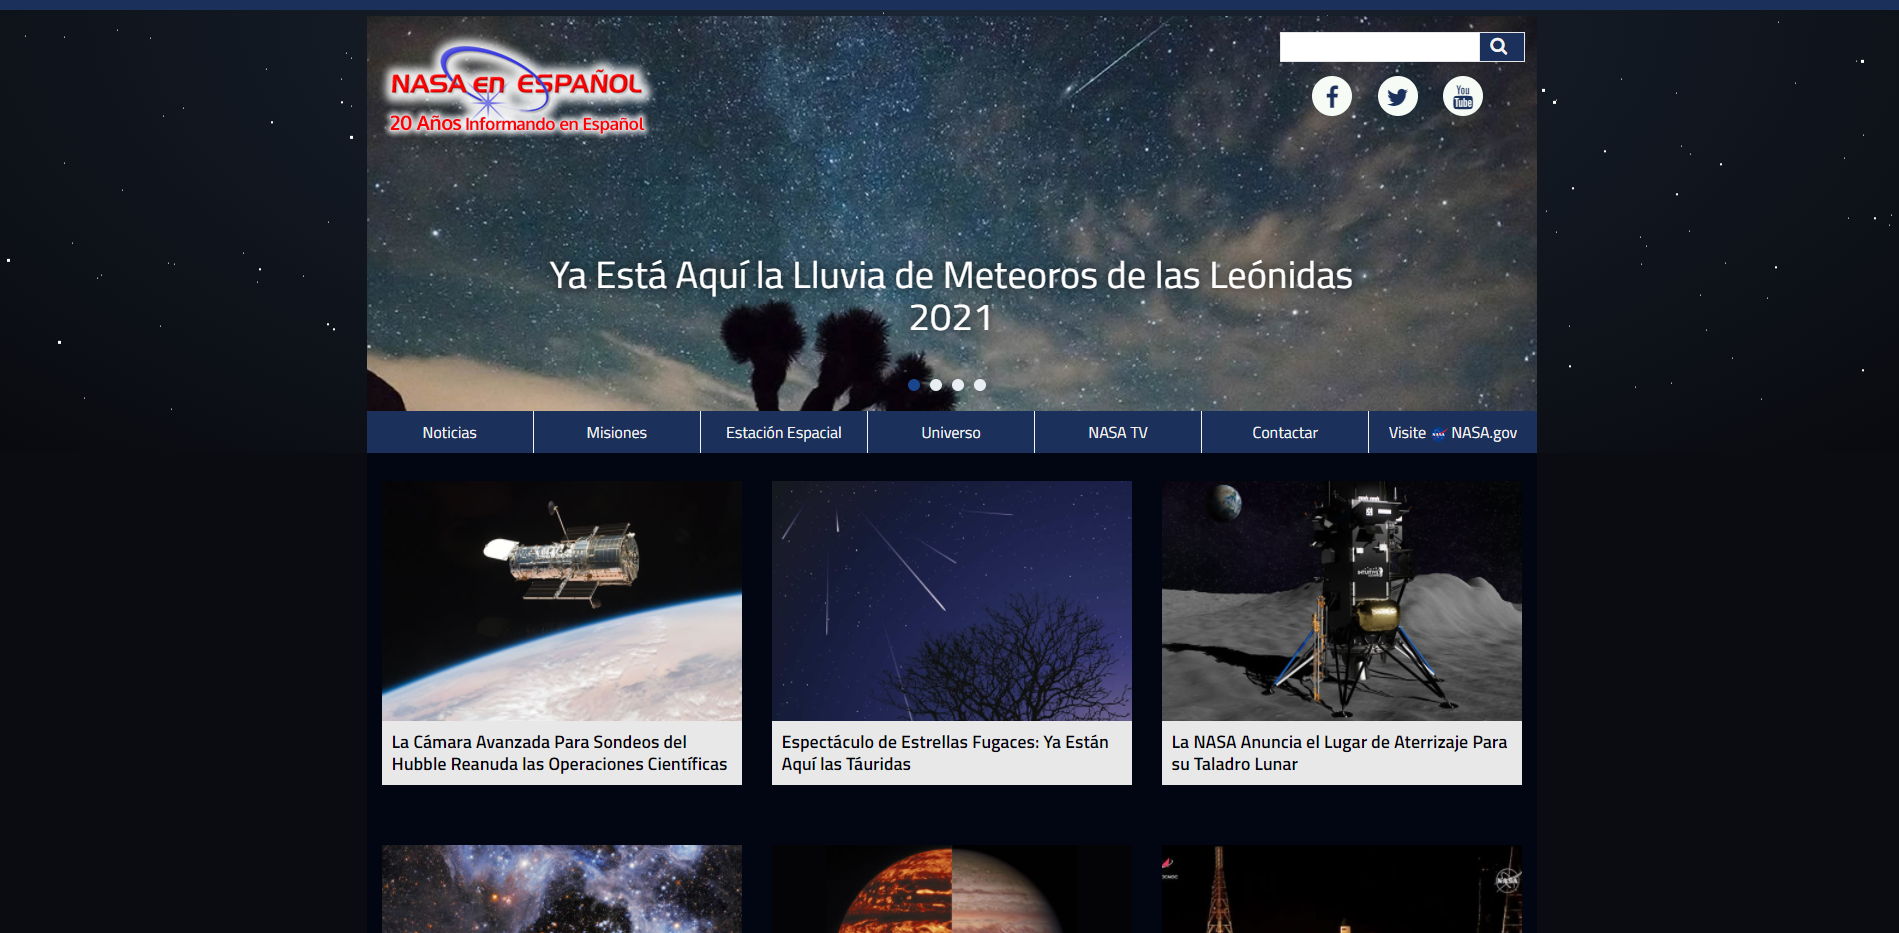 NASA en ESPAÑOL
20 Años Informando en Español
You
Tube
Ya Está Aquí la Lluvia de Meteoros de las Leónidas
2021
Noticias
Misiones
Estación Espacial
Universo
NASA TV
Contactar
Visite NASA NASA.gov
INTUITIVE
La Cámara Avanzada Para Sondeos del
Hubble Reanuda las Operaciones Científicas
Espectáculo de Estrellas Fugaces: Ya Están
Aquí las Táuridas
La NASA Anuncia el Lugar de Aterrizaje Para
su Taladro Lunar
NASA